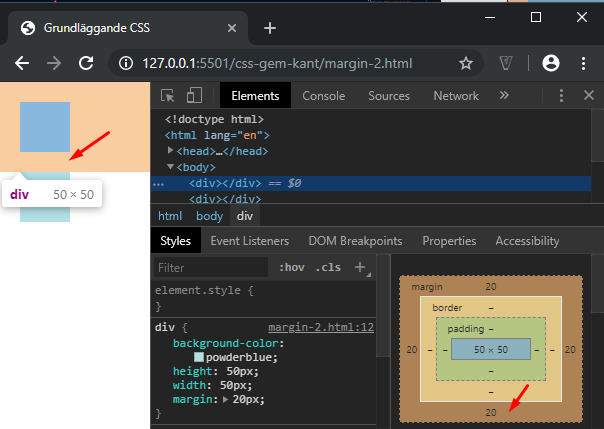 Grundläggande CSS
127.0.0.1:5501/css-gem-kant/margin-2.html
Elements Console Sources Network »
<!doctype html>
<html lang="en">
<head>…</head>
<body>
… <div></div> == $0
<div></div>
div 50 × 50
html body div
Styles Event Listeners DOM Breakpoints Properties Accessibility
Filter :hov .cls +
element.style {
}
div { margin-2.html:12
background-color:
powderblue;
height: 50px;
width: 50px;
margin: 20px;
}
margin 20
border –
padding –
20 – – 50 × 50 – – 20
–
–
20